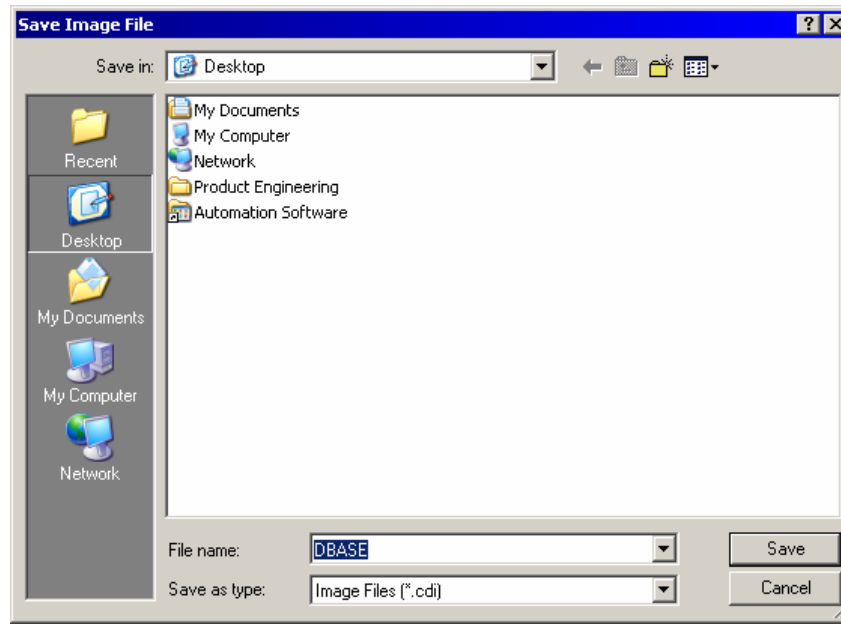 Save Image File
Save in:
Desktop
My Documents
My Computer
Network
Product Engineering
Automation Software
Recent
Desktop
My Documents
My Computer
Network
File name:
DBASE
Save
Save as type:
Image Files (*.cdi)
Cancel